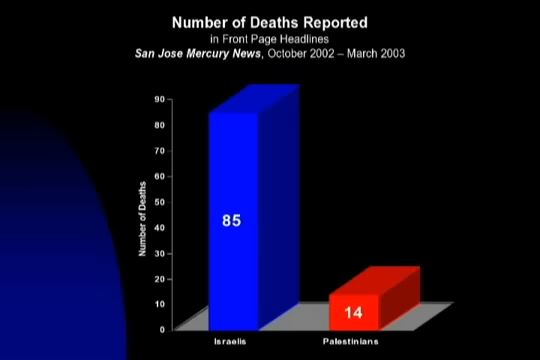 Number of Deaths Reported
in Front Page Headlines
San Jose Mercury News, October 2002 – March 2003
90
80
70
60
50
40
30
20
10
0
Number of Deaths
85
14
Israelis
Palestinians